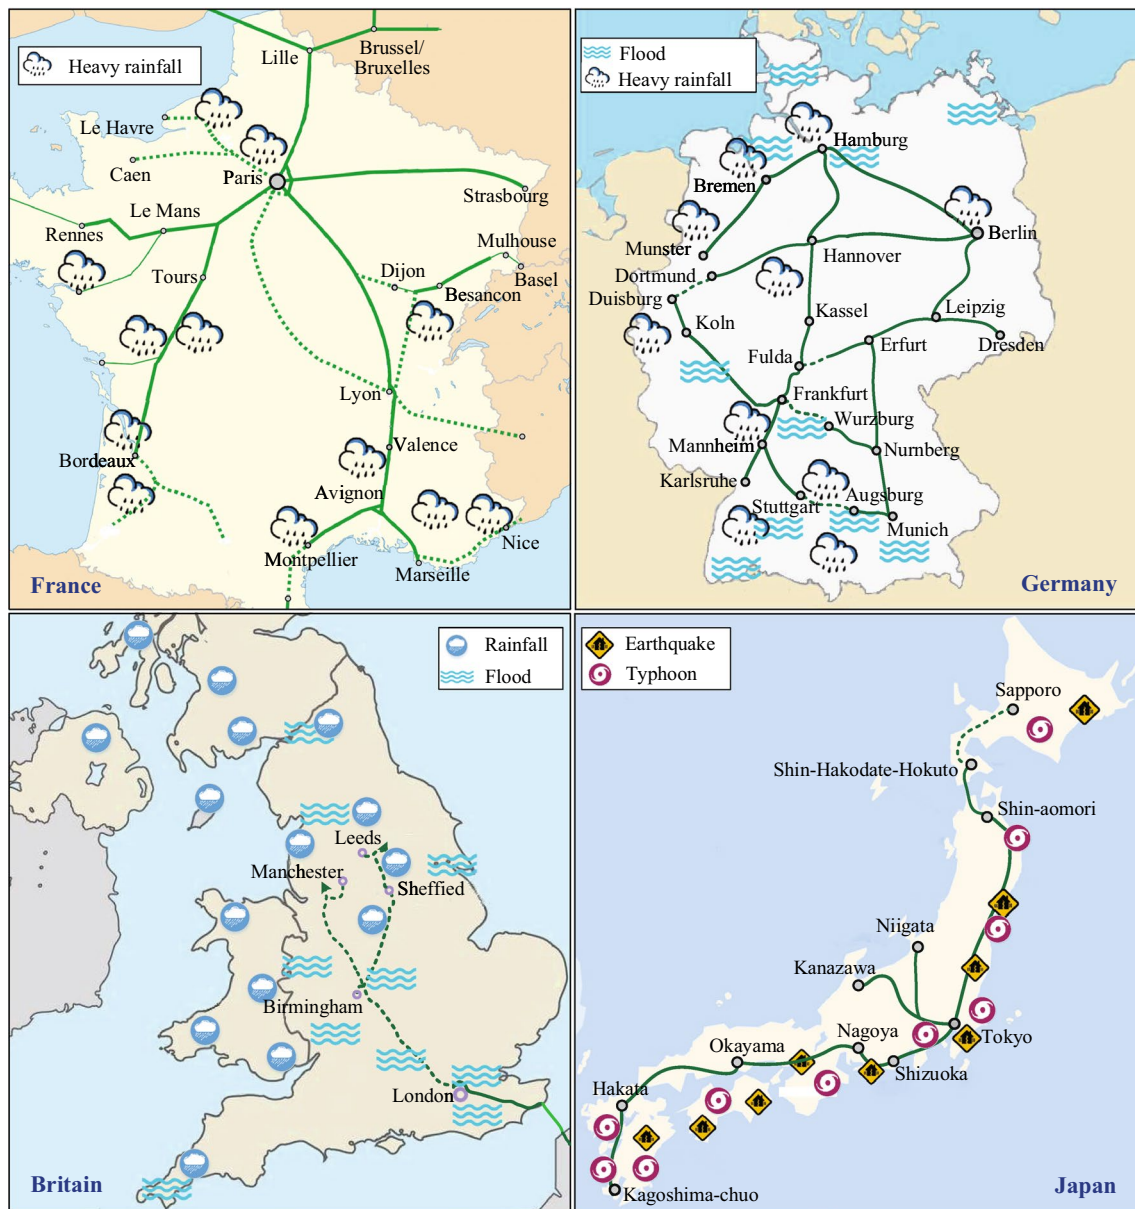 Heavy rainfall
Lille
Brussel/
Bruxelles
Le Havre
Caen
Paris
Strasbourg
Le Mans
Rennes
Mulhouse
Tours
Dijon
Basel
Besancon
Lyon
Valence
Bordeaux
Avignon
Montpellier
Nice
Marseille
France
Flood
Heavy rainfall
Hamburg
Bremen
Munster
Berlin
Hannover
Dortmund
Duisburg
Koln
Kassel
Leipzig
Erfurt
Dresden
Fulda
Frankfurt
Wurzburg
Mannheim
Nurnberg
Karlsruhe
Stuttgart
Augsburg
Munich
Germany
Rainfall
Flood
Leeds
Manchester
Sheffied
Birmingham
London
Britain
Earthquake
Typhoon
Sapporo
Shin-Hakodate-Hokuto
Shin-aomori
Niigata
Kanazawa
Nagoya
Tokyo
Okayama
Shizuoka
Hakata
Kagoshima-chuo
Japan